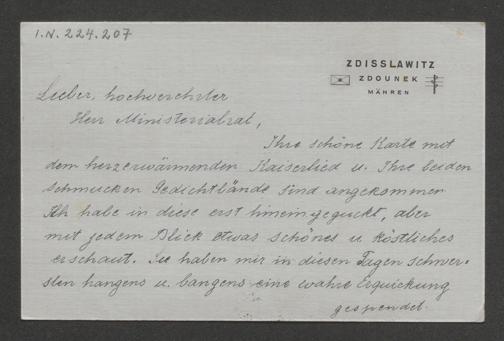 I.N. 224.207
ZDISSLAWITZ
ZDOUNEK
MÄHREN
Lieber, hochverehrter
Herr Ministerialrat,
Ihre schöne Karte mit
dem herzerwärmenden Kaiserlied u. Ihre beiden
schmucken Gedichtbände sind angekommen
Ich habe in diese erst hineingeguckt, aber
mit jedem Blick etwas schönes u. köstliches
erschaut. Sie haben mir in diesen Tagen schwer-
sten hangens u. bangens eine wahre Erquickung
gespendet.